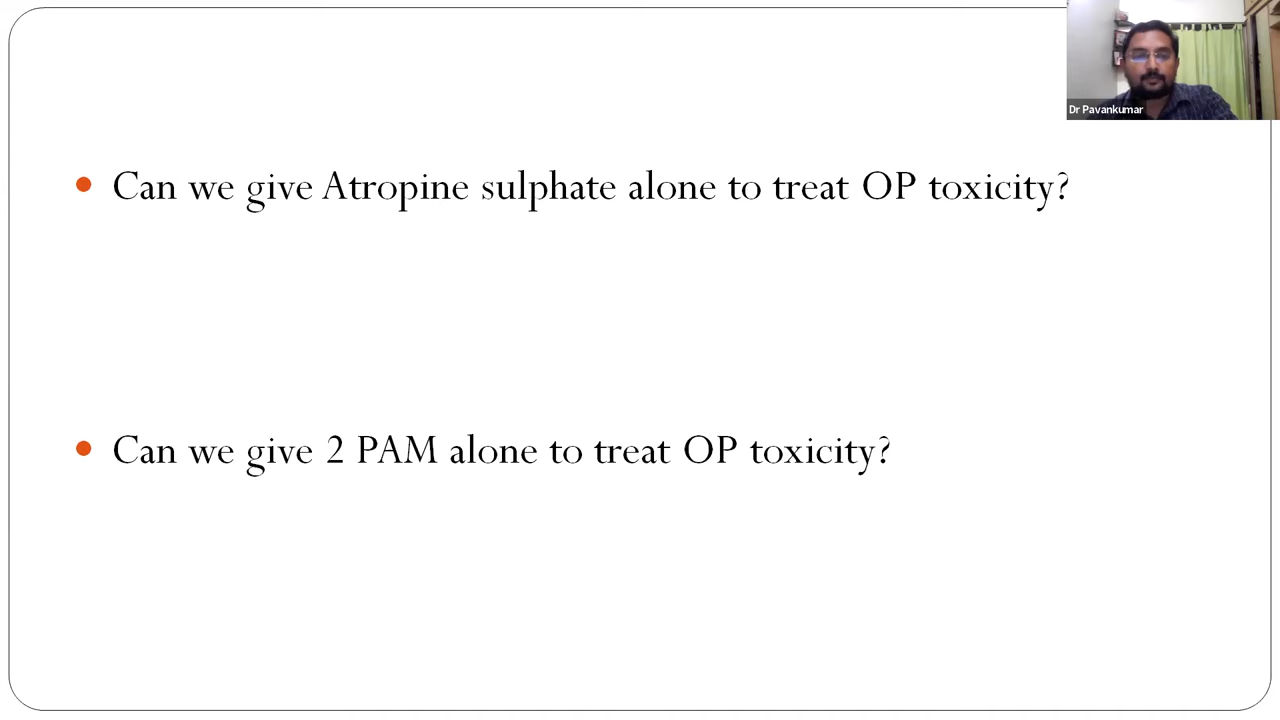 Dr Pavankumar
Can we give Atropine sulphate alone to treat OP toxicity?
Can we give 2 PAM alone to treat OP toxicity?